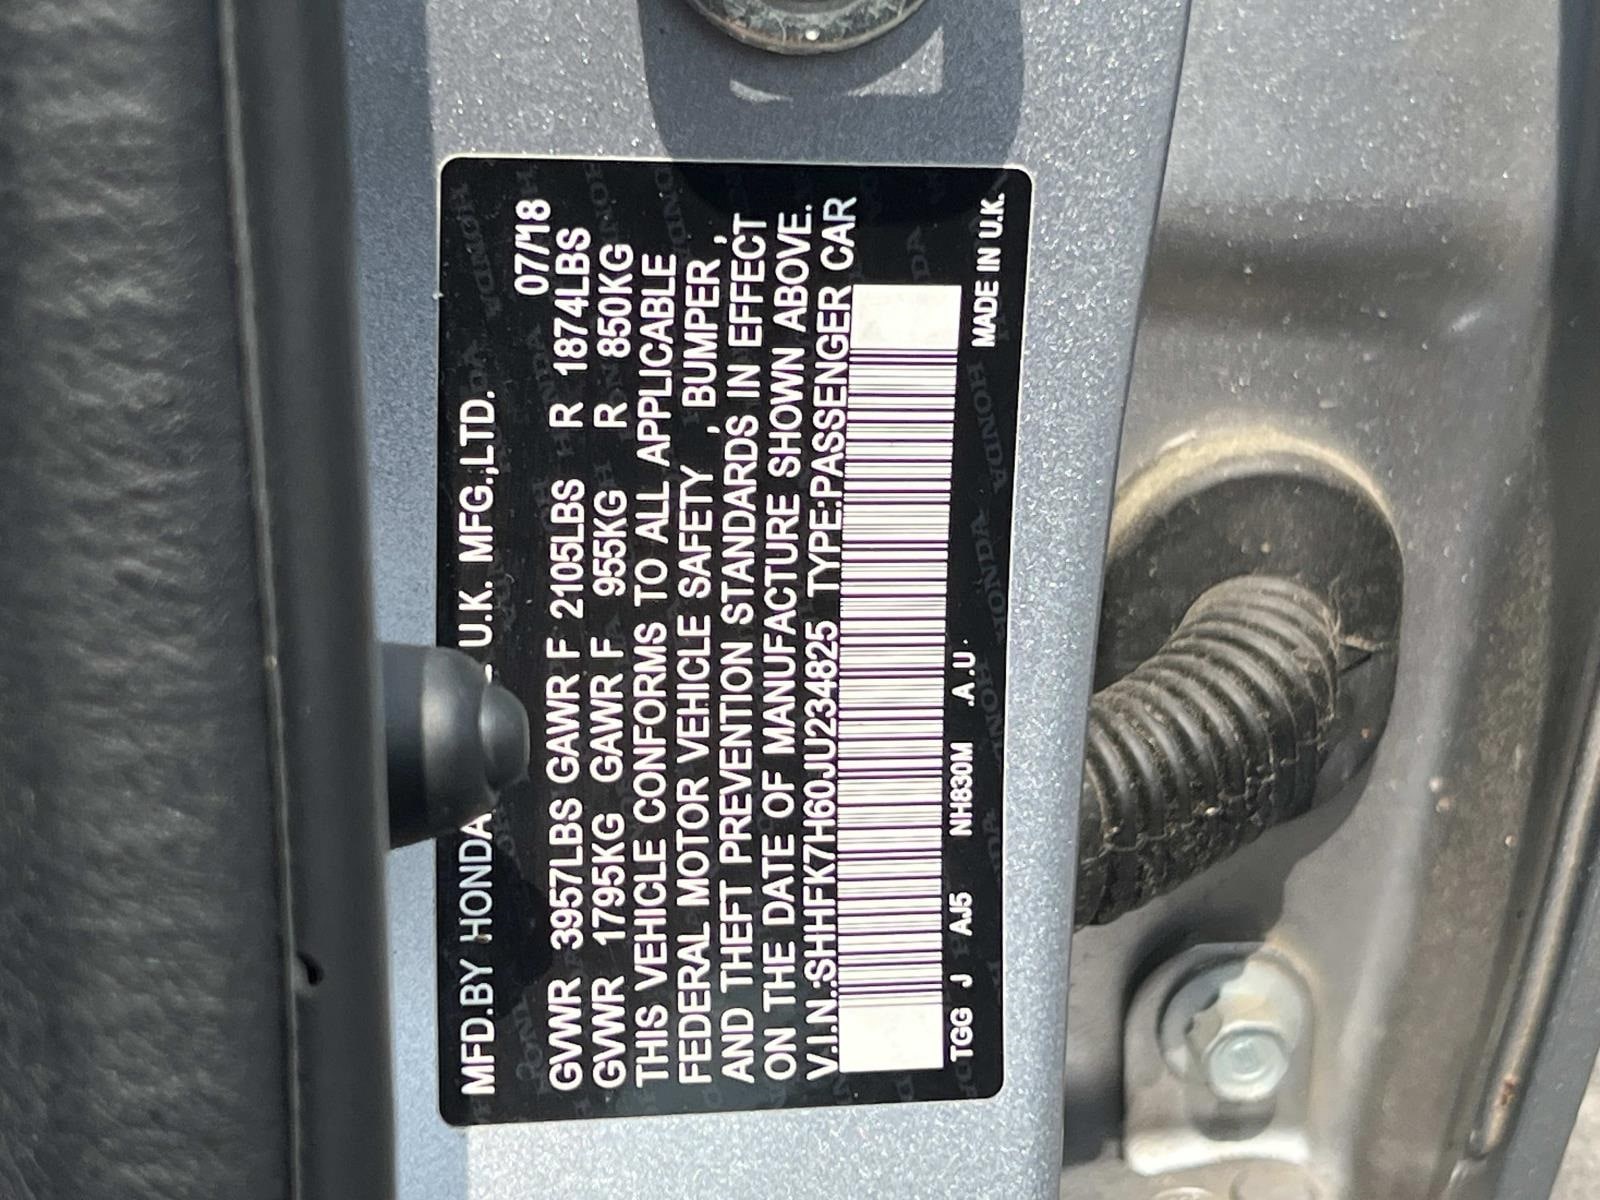 MFD.BY HONDA U.K. MFG.,LTD.
07/18
GVWR 3957LBS GAWR F 2105LBS R 1874LBS
GVWR 1795KG GAWR F 955KG R 850KG
THIS VEHICLE CONFORMS TO ALL APPLICABLE
FEDERAL MOTOR VEHICLE SAFETY , BUMPER ,
AND THEFT PREVENTION STANDARDS IN EFFECT
ON THE DATE OF MANUFACTURE SHOWN ABOVE.
V.I.N.:SHHFK7H60JU234825 TYPE:PASSENGER CAR
TGG J AJ5 NH830M .A.U. MADE IN U.K.